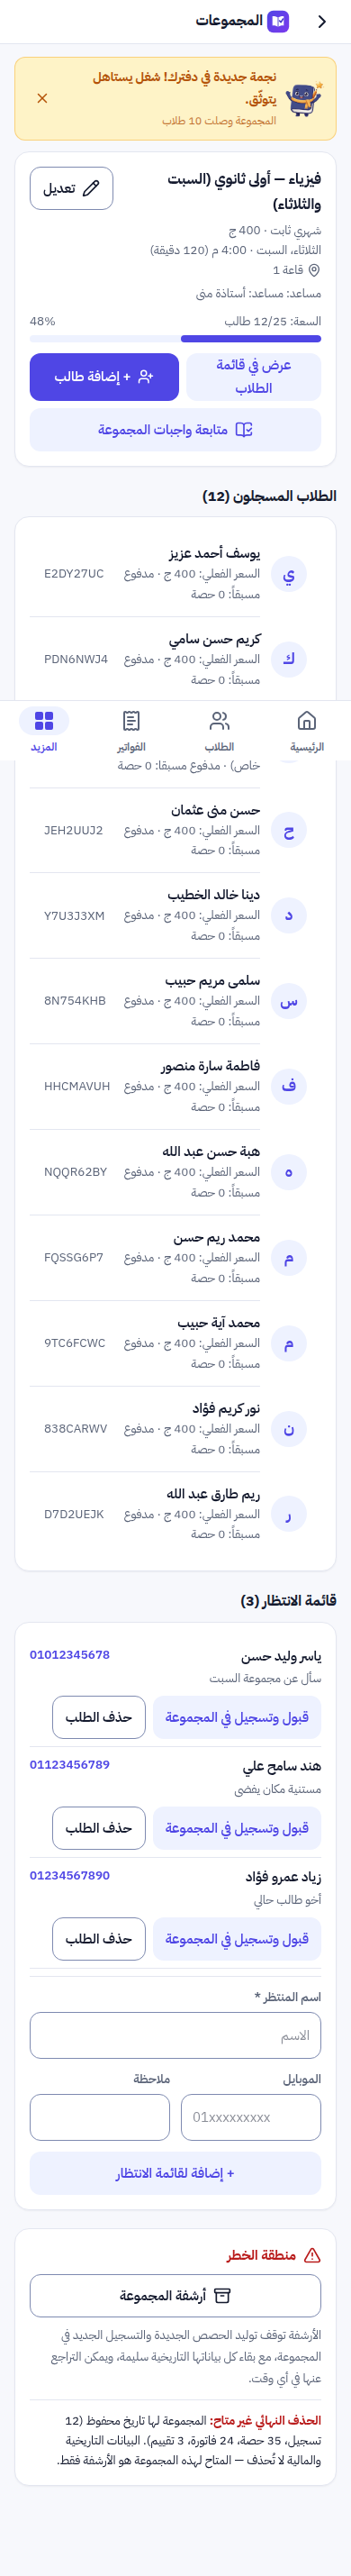 المجموعات
نجمة جديدة في دفترك! شغل يستاهل
يتوثّق.
المجموعة وصلت 10 طلاب
فيزياء — أولى ثانوي (السبت
والثلاثاء)
تعديل
شهري ثابت · 400 ج
الثلاثاء، السبت · 4:00 م (120 دقيقة)
قاعة 1
مساعد: مساعد: أستاذة منى
السعة: 12/25 طالب
48%
عرض في قائمة
الطلاب
+ إضافة طالب
متابعة واجبات المجموعة
الطلاب المسجلون (12)
ي
يوسف أحمد عزيز
السعر الفعلي: 400 ج · مدفوع
مسبقاً: 0 حصة
E2DY27UC
ك
كريم حسن سامي
السعر الفعلي: 400 ج · مدفوع
مسبقاً: 0 حصة
PDN6NWJ4
الرئيسية
الطلاب
الفواتير
المزيد
خاص) · مدفوع مسبقا: 0 حصة
ح
حسن منى عثمان
السعر الفعلي: 400 ج · مدفوع
مسبقاً: 0 حصة
JEH2UUJ2
د
دينا خالد الخطيب
السعر الفعلي: 400 ج · مدفوع
مسبقاً: 0 حصة
Y7U3J3XM
س
سلمى مريم حبيب
السعر الفعلي: 400 ج · مدفوع
مسبقاً: 0 حصة
8N754KHB
ف
فاطمة سارة منصور
السعر الفعلي: 400 ج · مدفوع
مسبقاً: 0 حصة
HHCMAVUH
ه
هبة حسن عبد الله
السعر الفعلي: 400 ج · مدفوع
مسبقاً: 0 حصة
NQQR62BY
م
محمد ريم حسن
السعر الفعلي: 400 ج · مدفوع
مسبقاً: 0 حصة
FQSSG6P7
م
محمد آية حبيب
السعر الفعلي: 400 ج · مدفوع
مسبقاً: 0 حصة
9TC6FCWC
ن
نور كريم فؤاد
السعر الفعلي: 400 ج · مدفوع
مسبقاً: 0 حصة
838CARWV
ر
ريم طارق عبد الله
السعر الفعلي: 400 ج · مدفوع
مسبقاً: 0 حصة
D7D2UEJK
قائمة الانتظار (3)
ياسر وليد حسن
01012345678
سأل عن مجموعة السبت
قبول وتسجيل في المجموعة
حذف الطلب
هند سامح علي
01123456789
مستنية مكان يفضى
قبول وتسجيل في المجموعة
حذف الطلب
زياد عمرو فؤاد
01234567890
أخو طالب حالي
قبول وتسجيل في المجموعة
حذف الطلب
اسم المنتظر *
الاسم
الموبايل
ملاحظة
01xxxxxxxxx
+ إضافة لقائمة الانتظار
منطقة الخطر
أرشفة المجموعة
الأرشفة توقف توليد الحصص الجديدة والتسجيل الجديد في
المجموعة، مع بقاء كل بياناتها التاريخية سليمة، ويمكن التراجع
عنها في أي وقت.
الحذف النهائي غير متاح: المجموعة لها تاريخ محفوظ (12
تسجيل، 35 حصة، 24 فاتورة، 3 تقييم). البيانات التاريخية
والمالية لا تُحذف — المتاح لهذه المجموعة هو الأرشفة فقط.